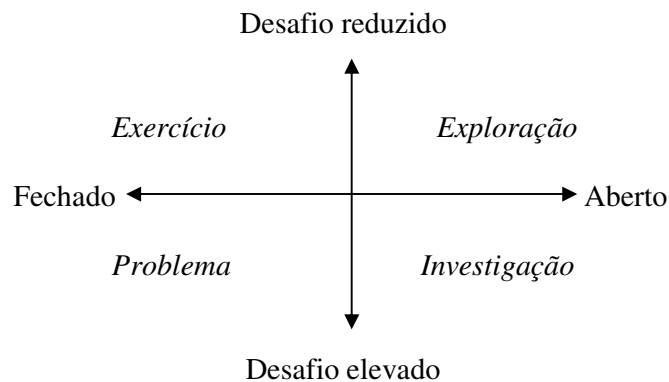 Desafio reduzido
Exercício
Exploração
Fechado
Aberto
Problema
Investigação
Desafio elevado